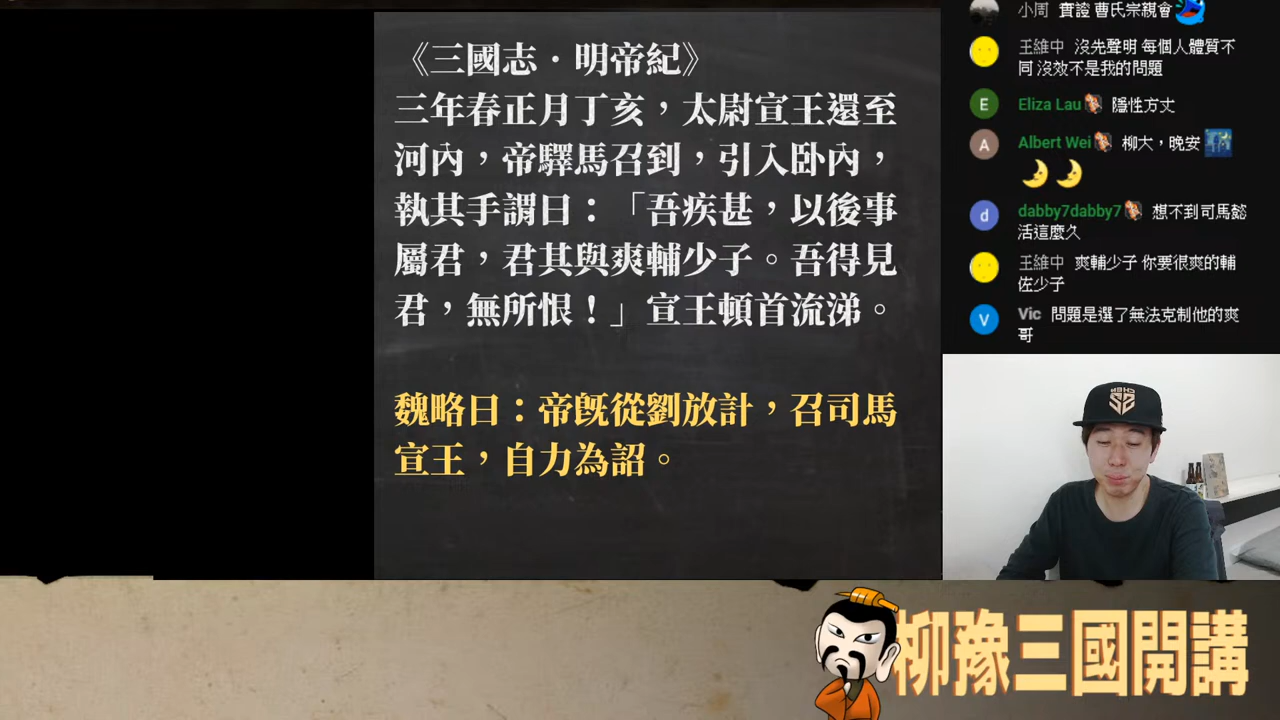 《三國志·明帝紀》
三年春正月丁亥，太尉宣王還至
河內，帝驛馬召到，引入卧內，
執其手謂曰：「吾疾甚，以後事
屬君，君其與爽輔少子。吾得見
君，無所恨！」宣王頓首流涕。
魏略曰：帝既從劉放計，召司馬
宣王，自力為詔。
小周 實證 曹氏宗親會
王維中 沒先聲明 每個人體質不
同 沒效不是我的問題
E
Eliza Lau 隱性方丈
A
Albert Wei 柳大，晚安
d
dabby7dabby7 想不到司馬懿
活這麼久
王維中 爽輔少子 你要很爽的輔
佐少子
V
Vic 問題是選了無法克制他的爽
哥
柳豫三國開講